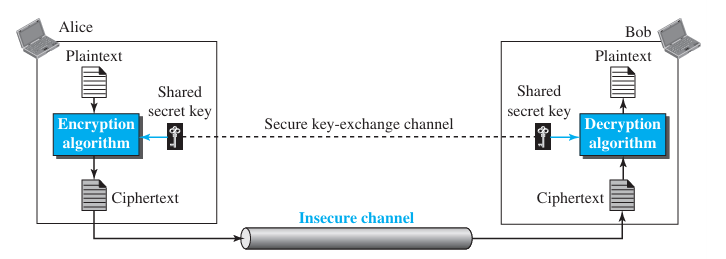 Alice
Bob
Plaintext
Plaintext
Shared
secret key
Shared
secret key
Encryption
algorithm
Secure key-exchange channel
Decryption
algorithm
Ciphertext
Ciphertext
Insecure channel